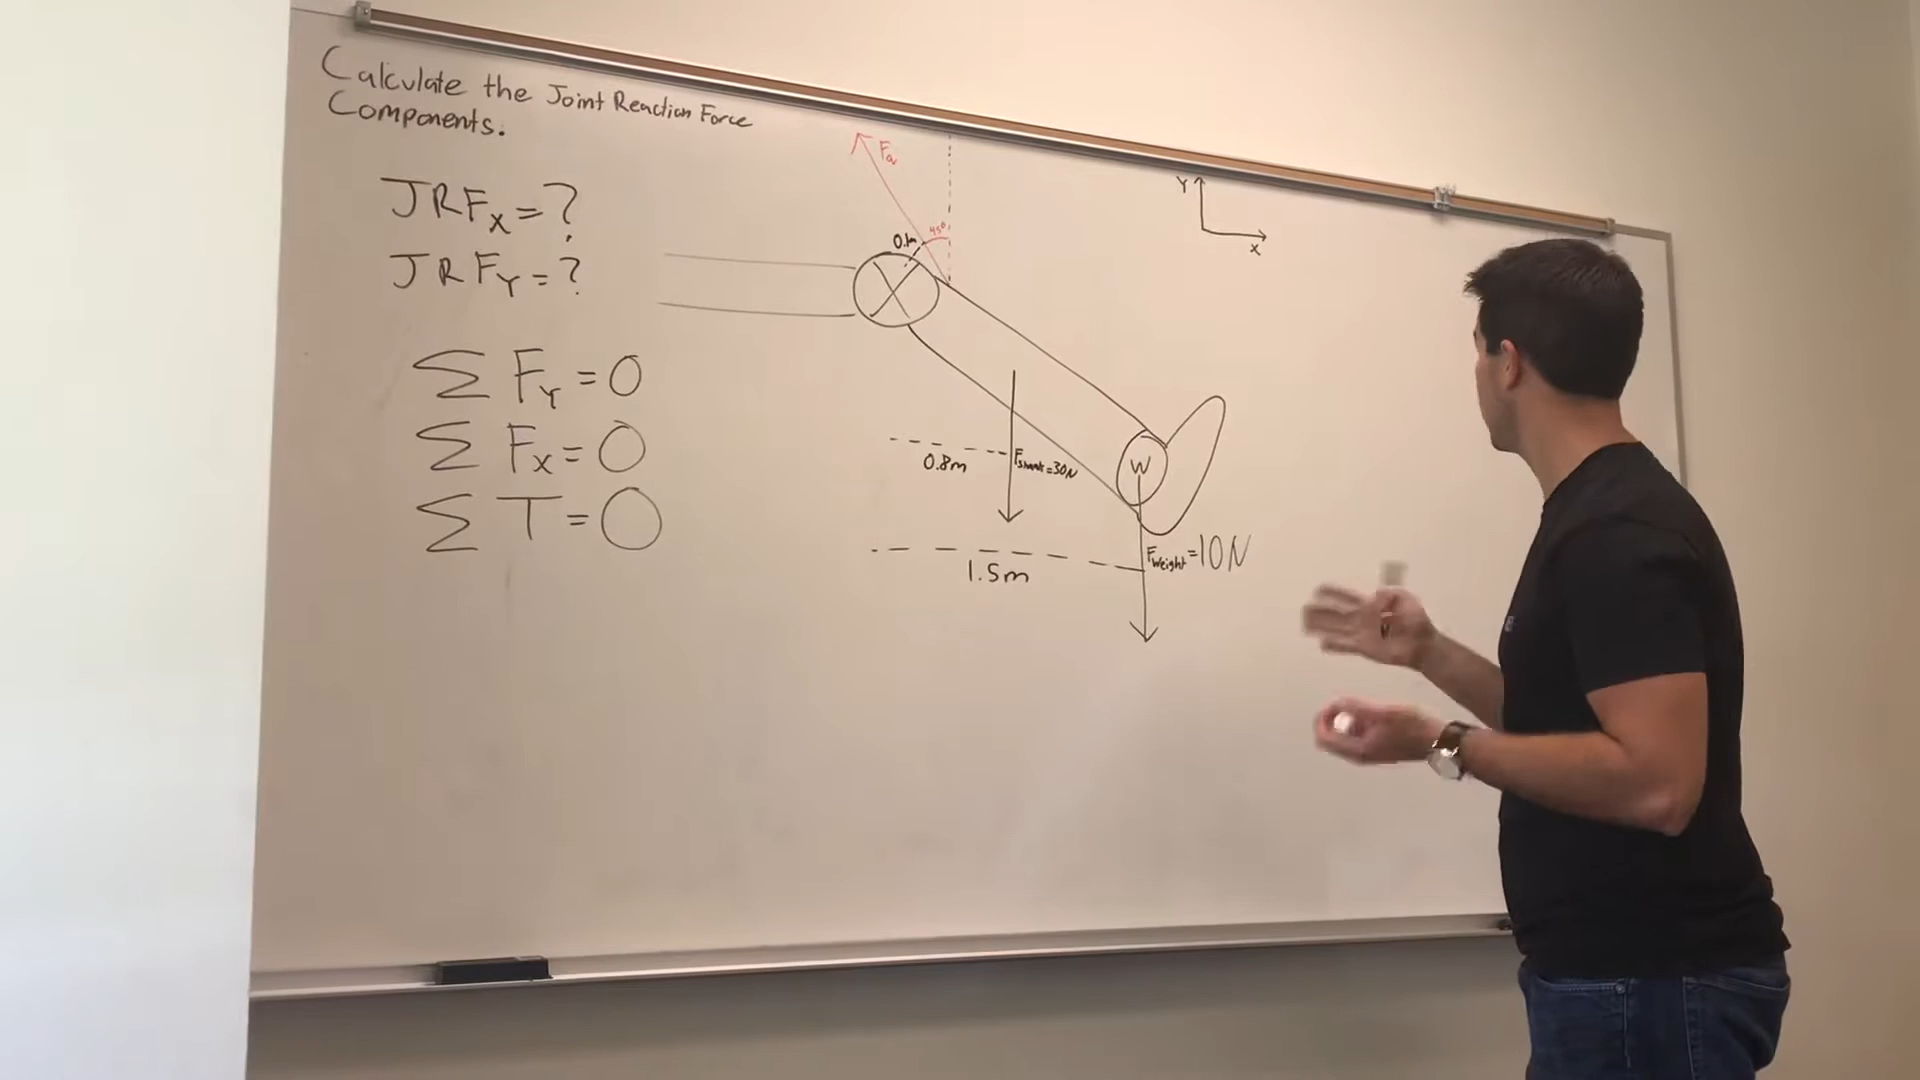 Calculate the Joint Reaction Force
Components.
JRFx = ?
JRFY = ?
Σ FY = 0
Σ Fx = 0
Σ T = 0
Fa
45°
0.1m
Y
X
0.8m
Fshank=30N
W
Fweight=10N
1.5m